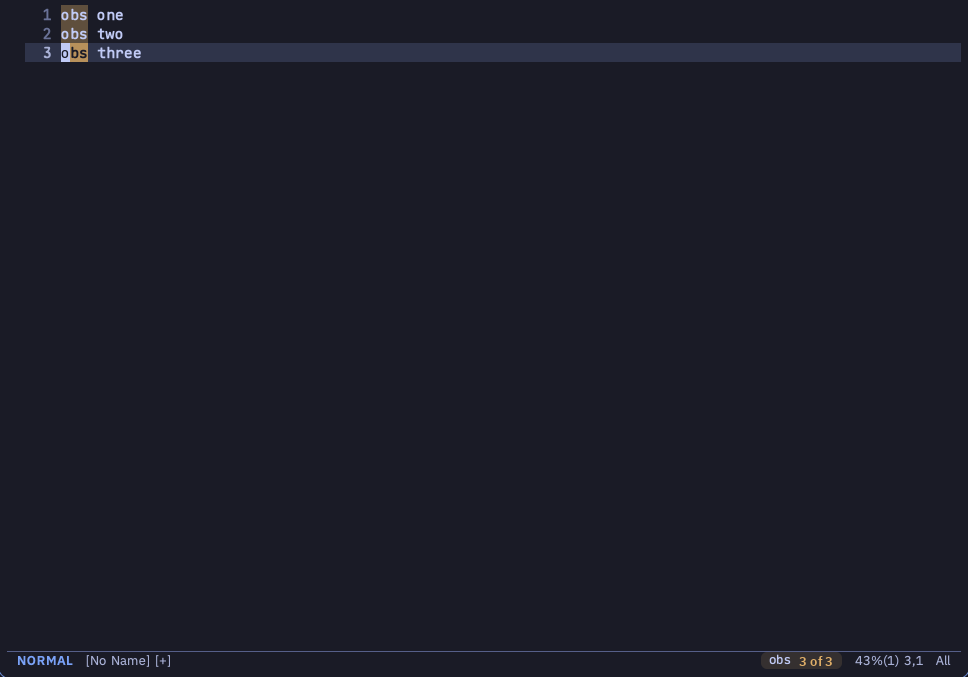 1 obs one
2 obs two
3 obs three
NORMAL [No Name] [+] obs 3 of 3 43%(1) 3,1 All